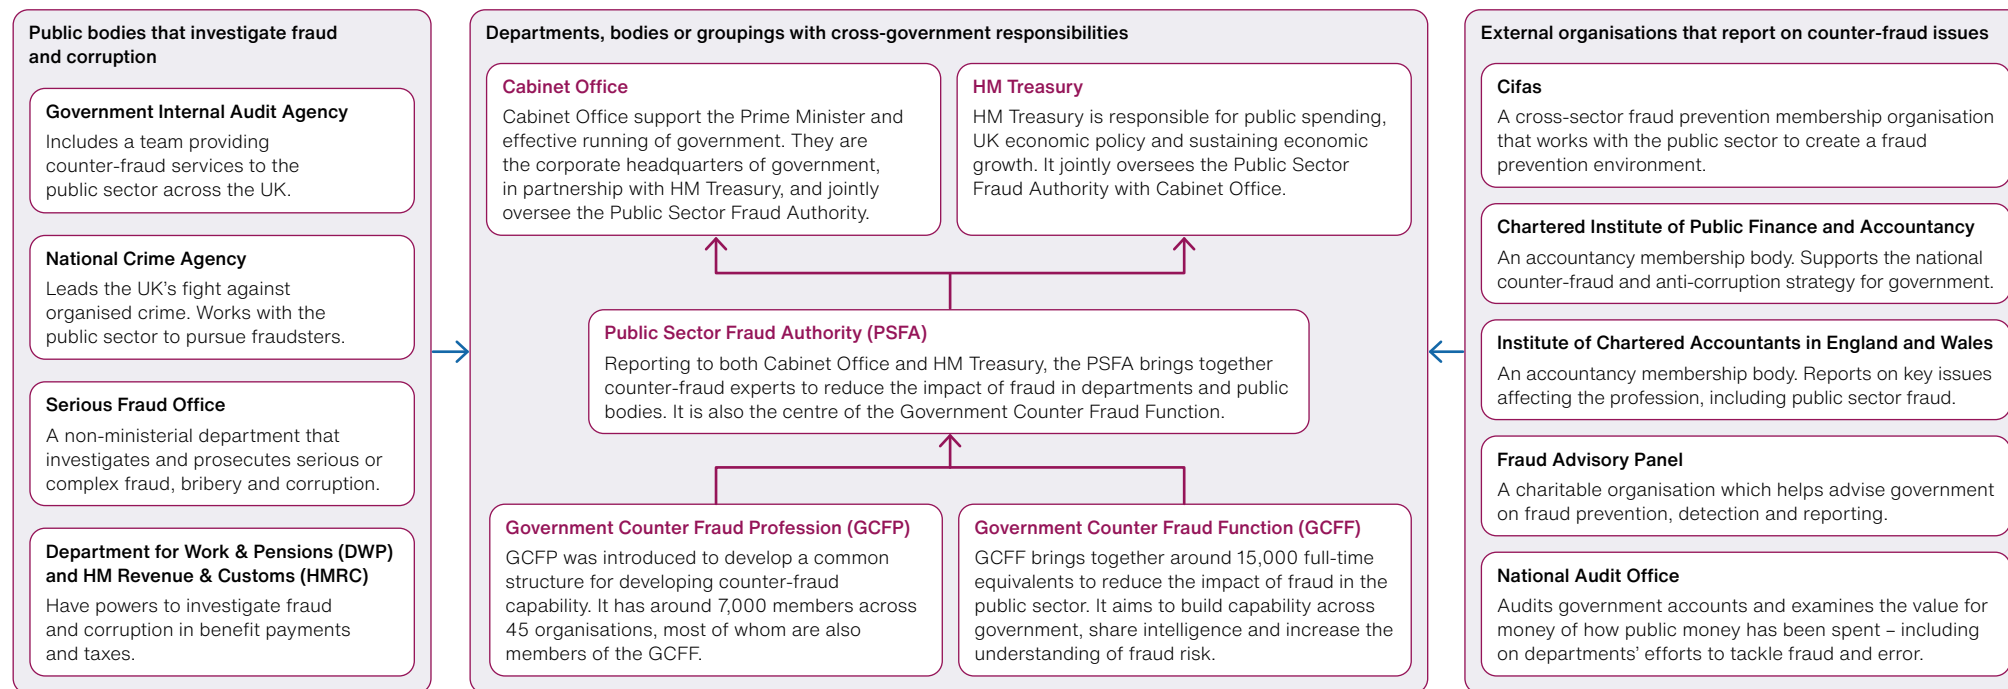 Public bodies that investigate fraud
and corruption
Government Internal Audit Agency
Includes a team providing
counter-fraud services to the
public sector across the UK.
National Crime Agency
Leads the UK’s fight against
organised crime. Works with the
public sector to pursue fraudsters.
Serious Fraud Office
A non-ministerial department that
investigates and prosecutes serious or
complex fraud, bribery and corruption.
Department for Work & Pensions (DWP)
and HM Revenue & Customs (HMRC)
Have powers to investigate fraud
and corruption in benefit payments
and taxes.
Departments, bodies or groupings with cross-government responsibilities
Cabinet Office
Cabinet Office support the Prime Minister and
effective running of government. They are
the corporate headquarters of government,
in partnership with HM Treasury, and jointly
oversee the Public Sector Fraud Authority.
HM Treasury
HM Treasury is responsible for public spending,
UK economic policy and sustaining economic
growth. It jointly oversees the Public Sector
Fraud Authority with Cabinet Office.
Public Sector Fraud Authority (PSFA)
Reporting to both Cabinet Office and HM Treasury, the PSFA brings together
counter-fraud experts to reduce the impact of fraud in departments and public
bodies. It is also the centre of the Government Counter Fraud Function.
Government Counter Fraud Profession (GCFP)
GCFP was introduced to develop a common
structure for developing counter-fraud
capability. It has around 7,000 members across
45 organisations, most of whom are also
members of the GCFF.
Government Counter Fraud Function (GCFF)
GCFF brings together around 15,000 full-time
equivalents to reduce the impact of fraud in the
public sector. It aims to build capability across
government, share intelligence and increase the
understanding of fraud risk.
External organisations that report on counter-fraud issues
Cifas
A cross-sector fraud prevention membership organisation
that works with the public sector to create a fraud
prevention environment.
Chartered Institute of Public Finance and Accountancy
An accountancy membership body. Supports the national
counter-fraud and anti-corruption strategy for government.
Institute of Chartered Accountants in England and Wales
An accountancy membership body. Reports on key issues
affecting the profession, including public sector fraud.
Fraud Advisory Panel
A charitable organisation which helps advise government
on fraud prevention, detection and reporting.
National Audit Office
Audits government accounts and examines the value for
money of how public money has been spent – including
on departments’ efforts to tackle fraud and error.